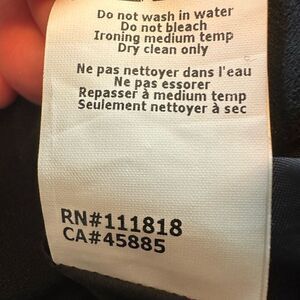 Do not wash in water
Do not bleach
Ironing medium temp
Dry clean only
Ne pas nettoyer dans l'eau
Ne pas essorer
Repasser à medium temp
Seulement nettoyer à sec
RN#111818
CA#45885